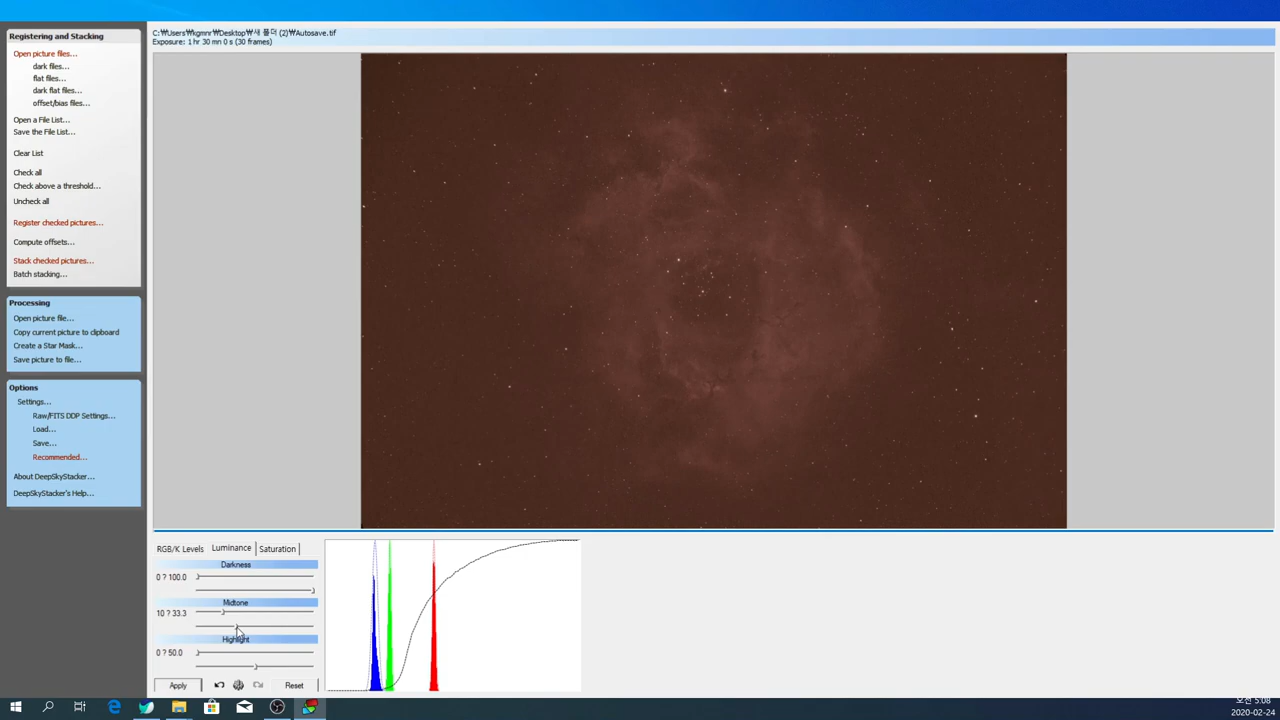 C:\Users\kgmnr\Desktop\새 폴더 (2)\Autosave.tif
Exposure: 1 hr 30 mn 0 s (30 frames)
Registering and Stacking
Open picture files...
dark files...
flat files...
dark flat files...
offset/bias files...
Open a File List...
Save the File List...
Clear List
Check all
Check above a threshold...
Uncheck all
Register checked pictures...
Compute offsets...
Stack checked pictures...
Batch stacking...
Processing
Open picture file...
Copy current picture to clipboard
Create a Star Mask...
Save picture to file...
Options
Settings...
Raw/FITS DDP Settings...
Load...
Save...
Recommended...
About DeepSkyStacker...
DeepSkyStacker's Help...
RGB/K Levels
Luminance
Saturation
Darkness
0 ? 100.0
Midtone
10 ? 33.3
Highlight
0 ? 50.0
Apply
Reset
오전 5:08
2020-02-24